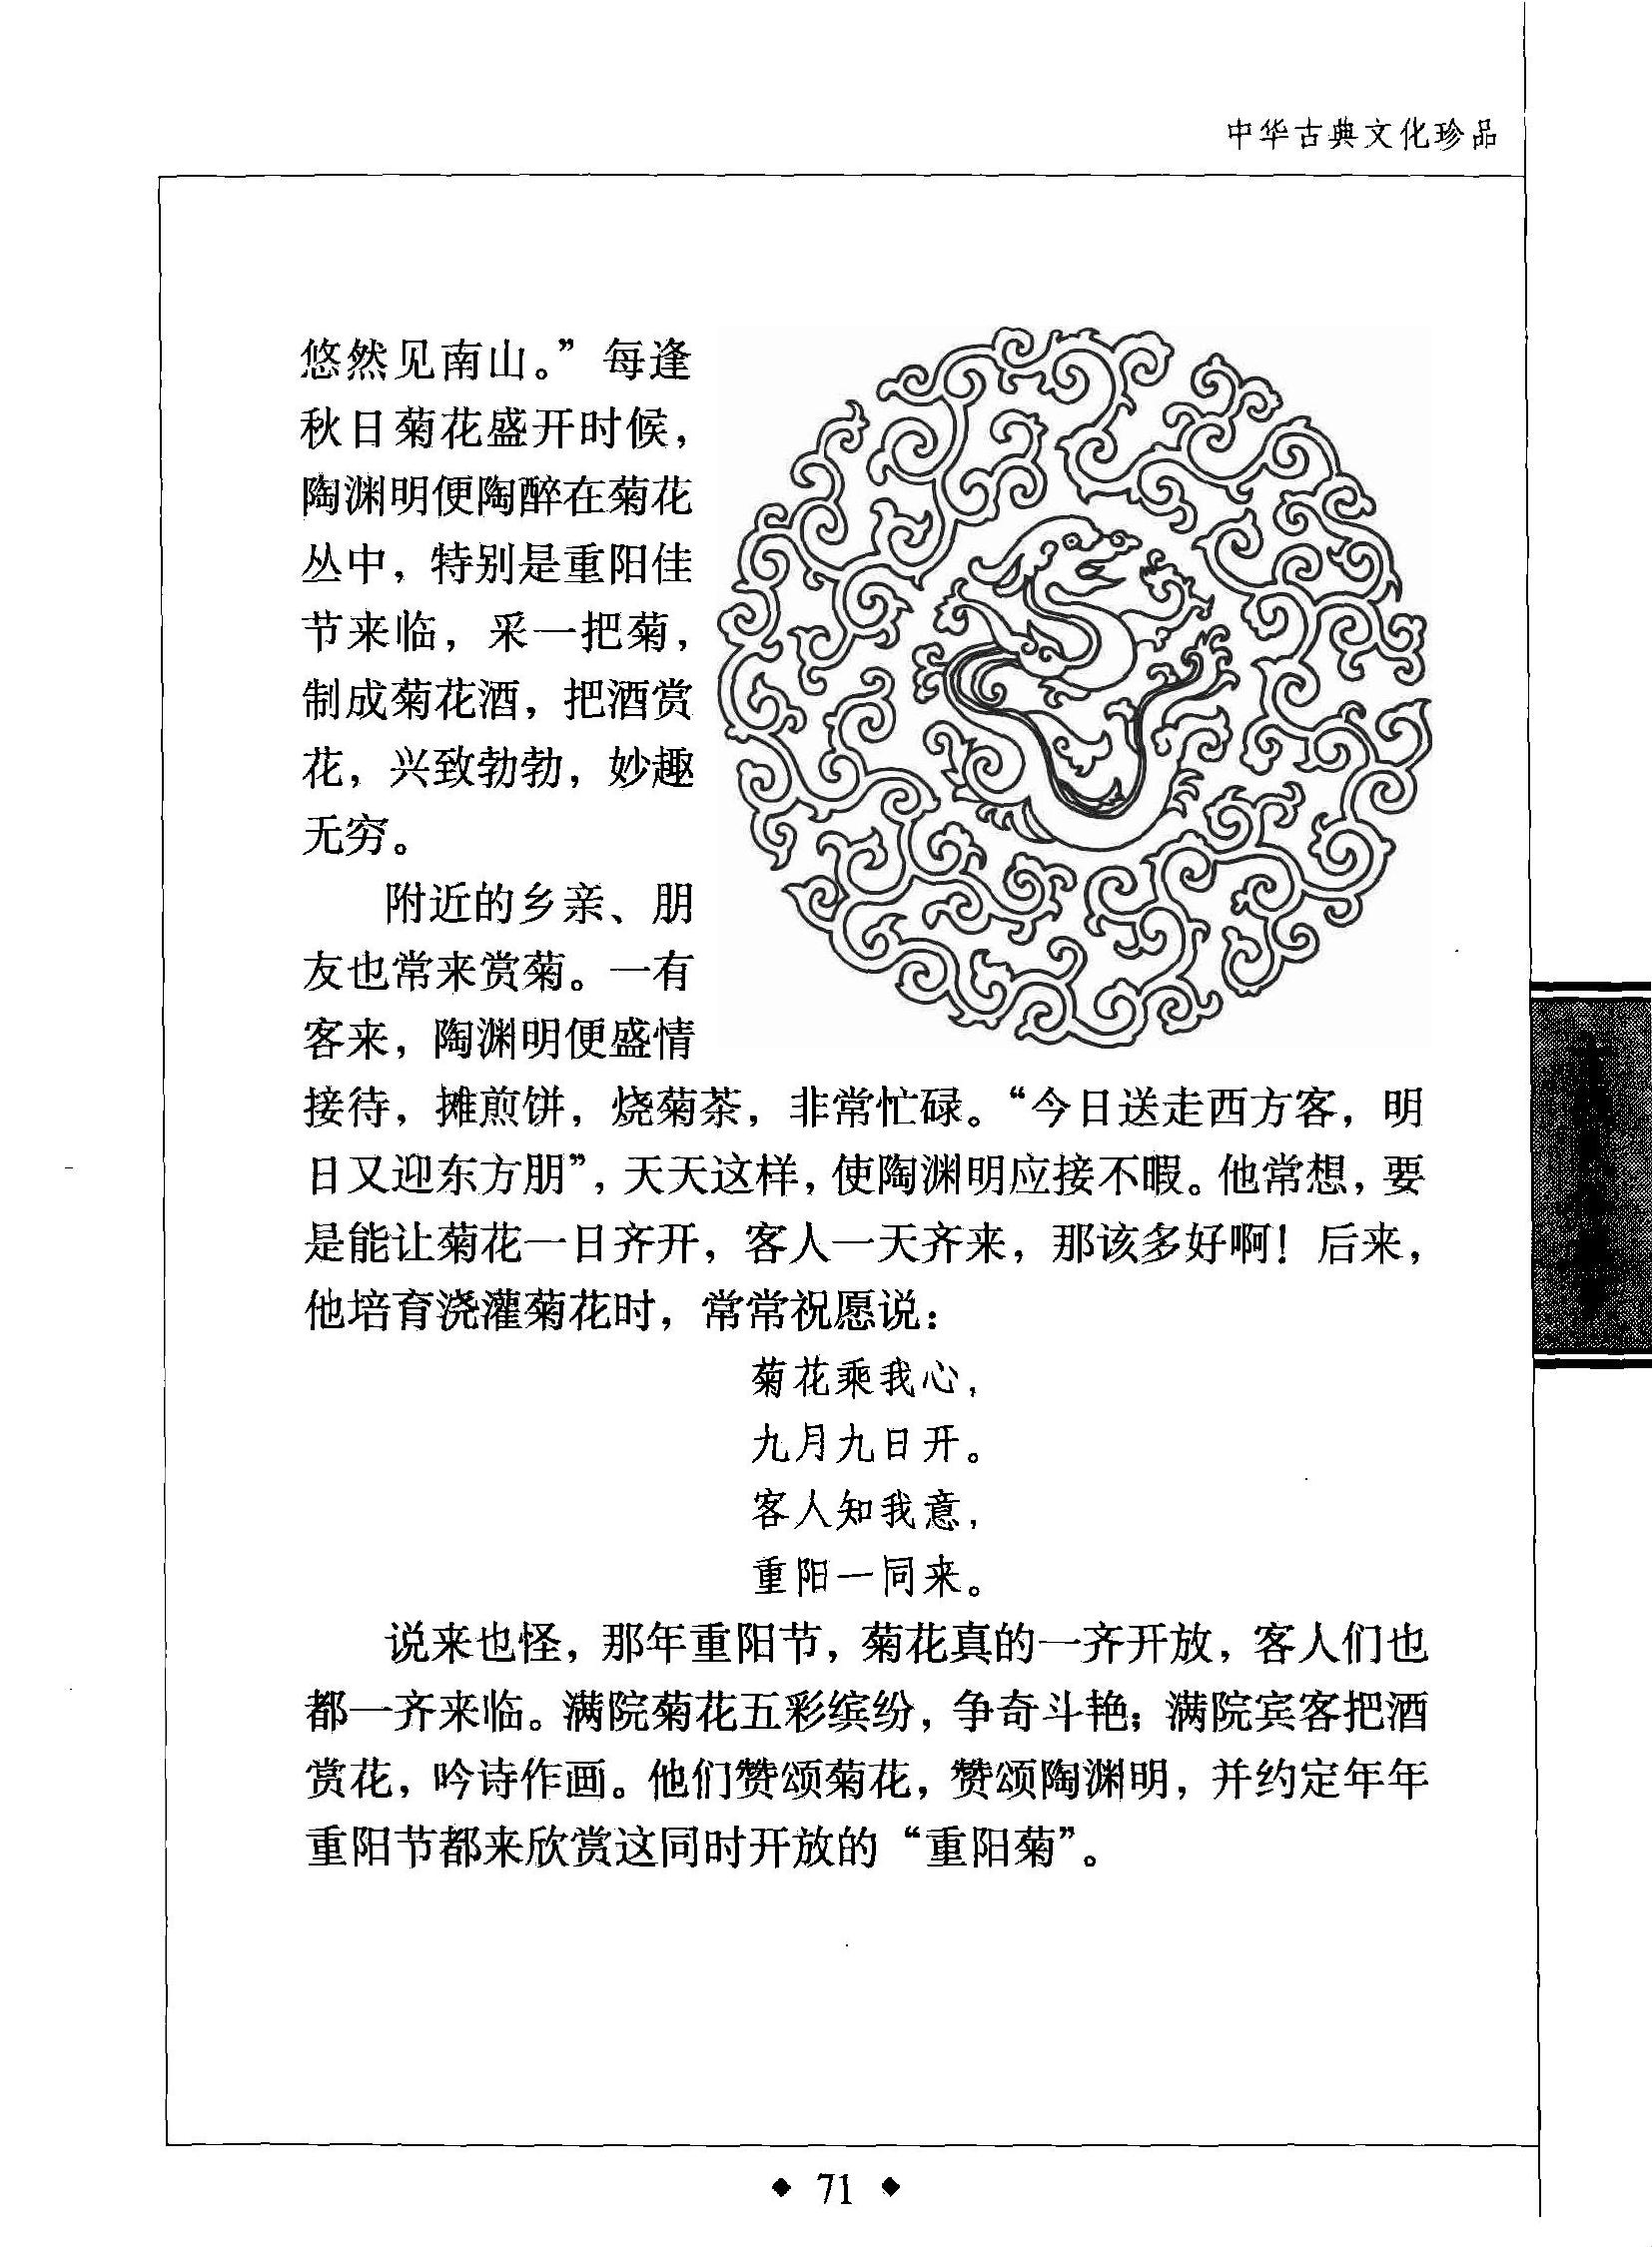 中华古典文化珍品
悠然见南山。”每逢
秋日菊花盛开时候，
陶渊明便陶醉在菊花
丛中，特别是重阳佳
节来临，采一把菊，
制成菊花酒，把酒赏
花，兴致勃勃，妙趣
无穷。
附近的乡亲、朋
友也常来赏菊。一有
客来，陶渊明便盛情
接待，摊煎饼，烧菊茶，非常忙碌。“今日送走西方客，明
日又迎东方朋”，天天这样，使陶渊明应接不暇。他常想，要
是能让菊花一日齐开，客人一天齐来，那该多好啊！后来，
他培育浇灌菊花时，常常祝愿说：
菊花乘我心，
九月九日开。
客人知我意，
重阳一同来。
说来也怪，那年重阳节，菊花真的一齐开放，客人们也
都一齐来临。满院菊花五彩缤纷，争奇斗艳；满院宾客把酒
赏花，吟诗作画。他们赞颂菊花，赞颂陶渊明，并约定年年
重阳节都来欣赏这同时开放的“重阳菊”。
◆ 71 ◆